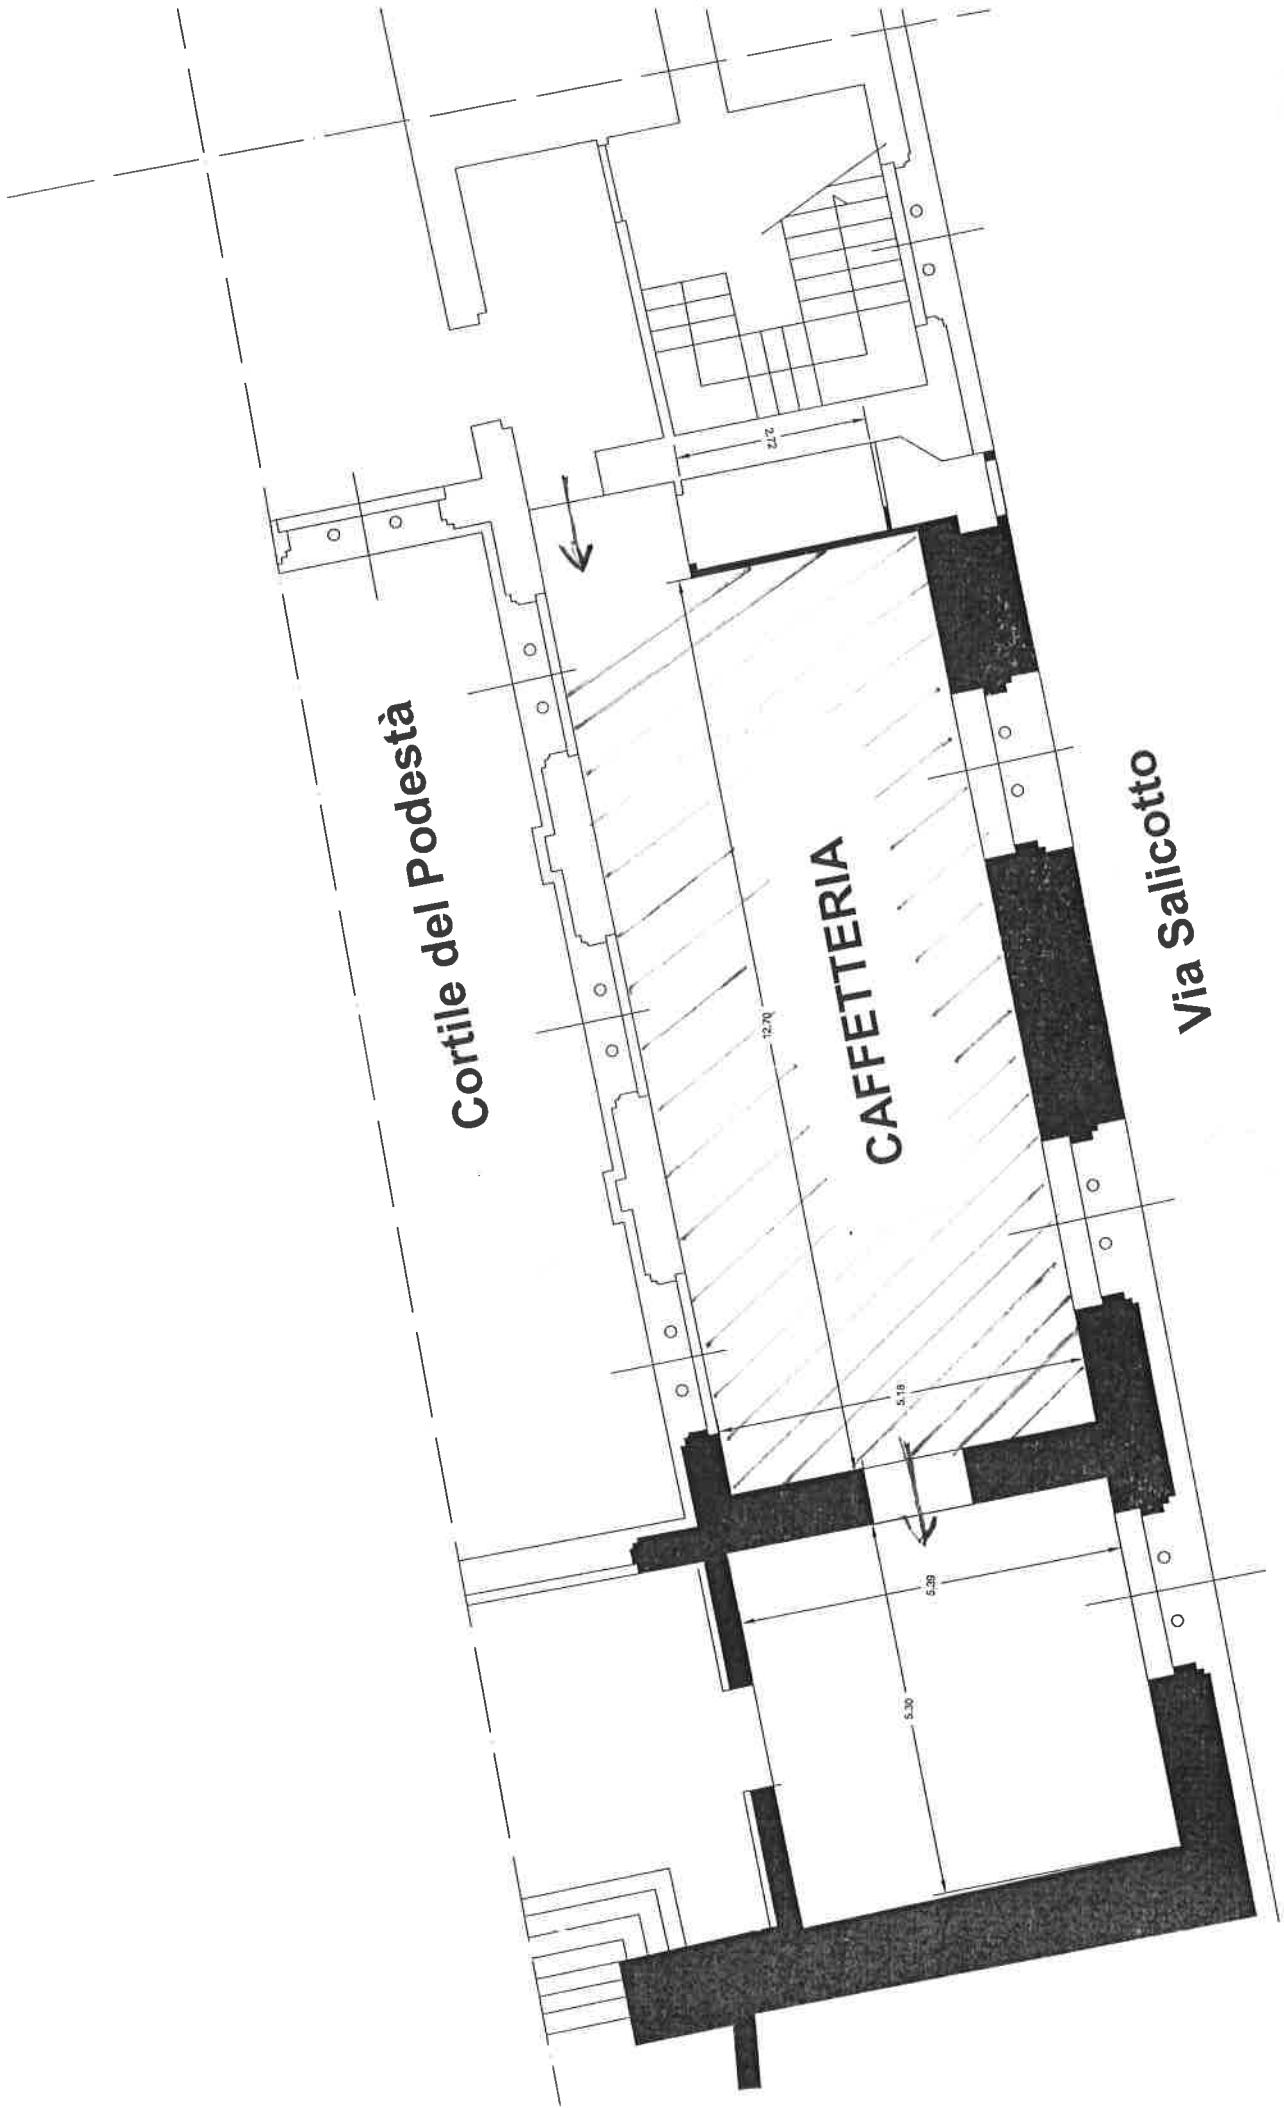 Cortile del Podestà
CAFFETTERIA
Via Salicotto
2.72
12.70
5.18
5.39
5.30